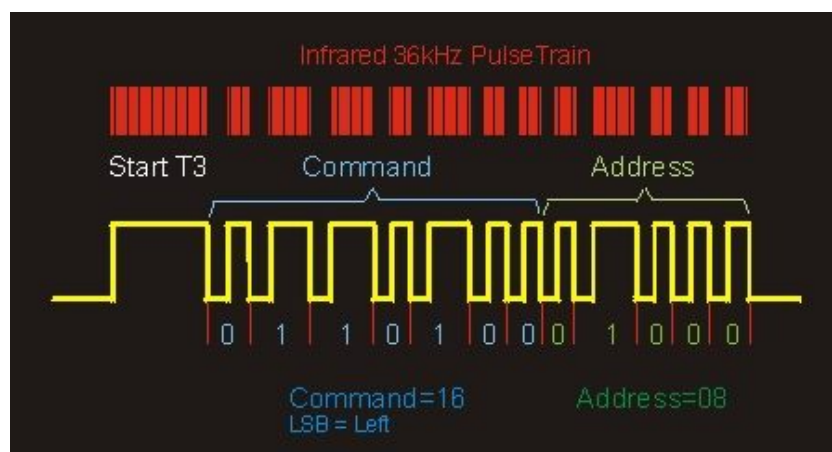 Infrared 36kHz PulseTrain
Start T3 Command Address
0 1 1 0 1 0 0 0 1 0 0 0
Command=16 Address=08
LSB = Left